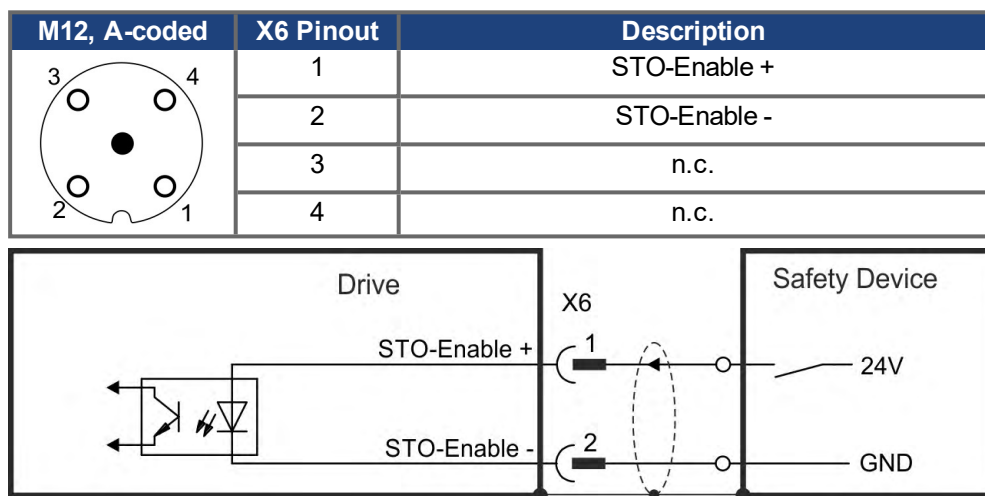 M12, A-coded X6 Pinout Description
3 4
2 1
1 STO-Enable +
2 STO-Enable -
3 n.c.
4 n.c.
Drive
X6
Safety Device
STO-Enable + 1 24V
STO-Enable - 2 GND